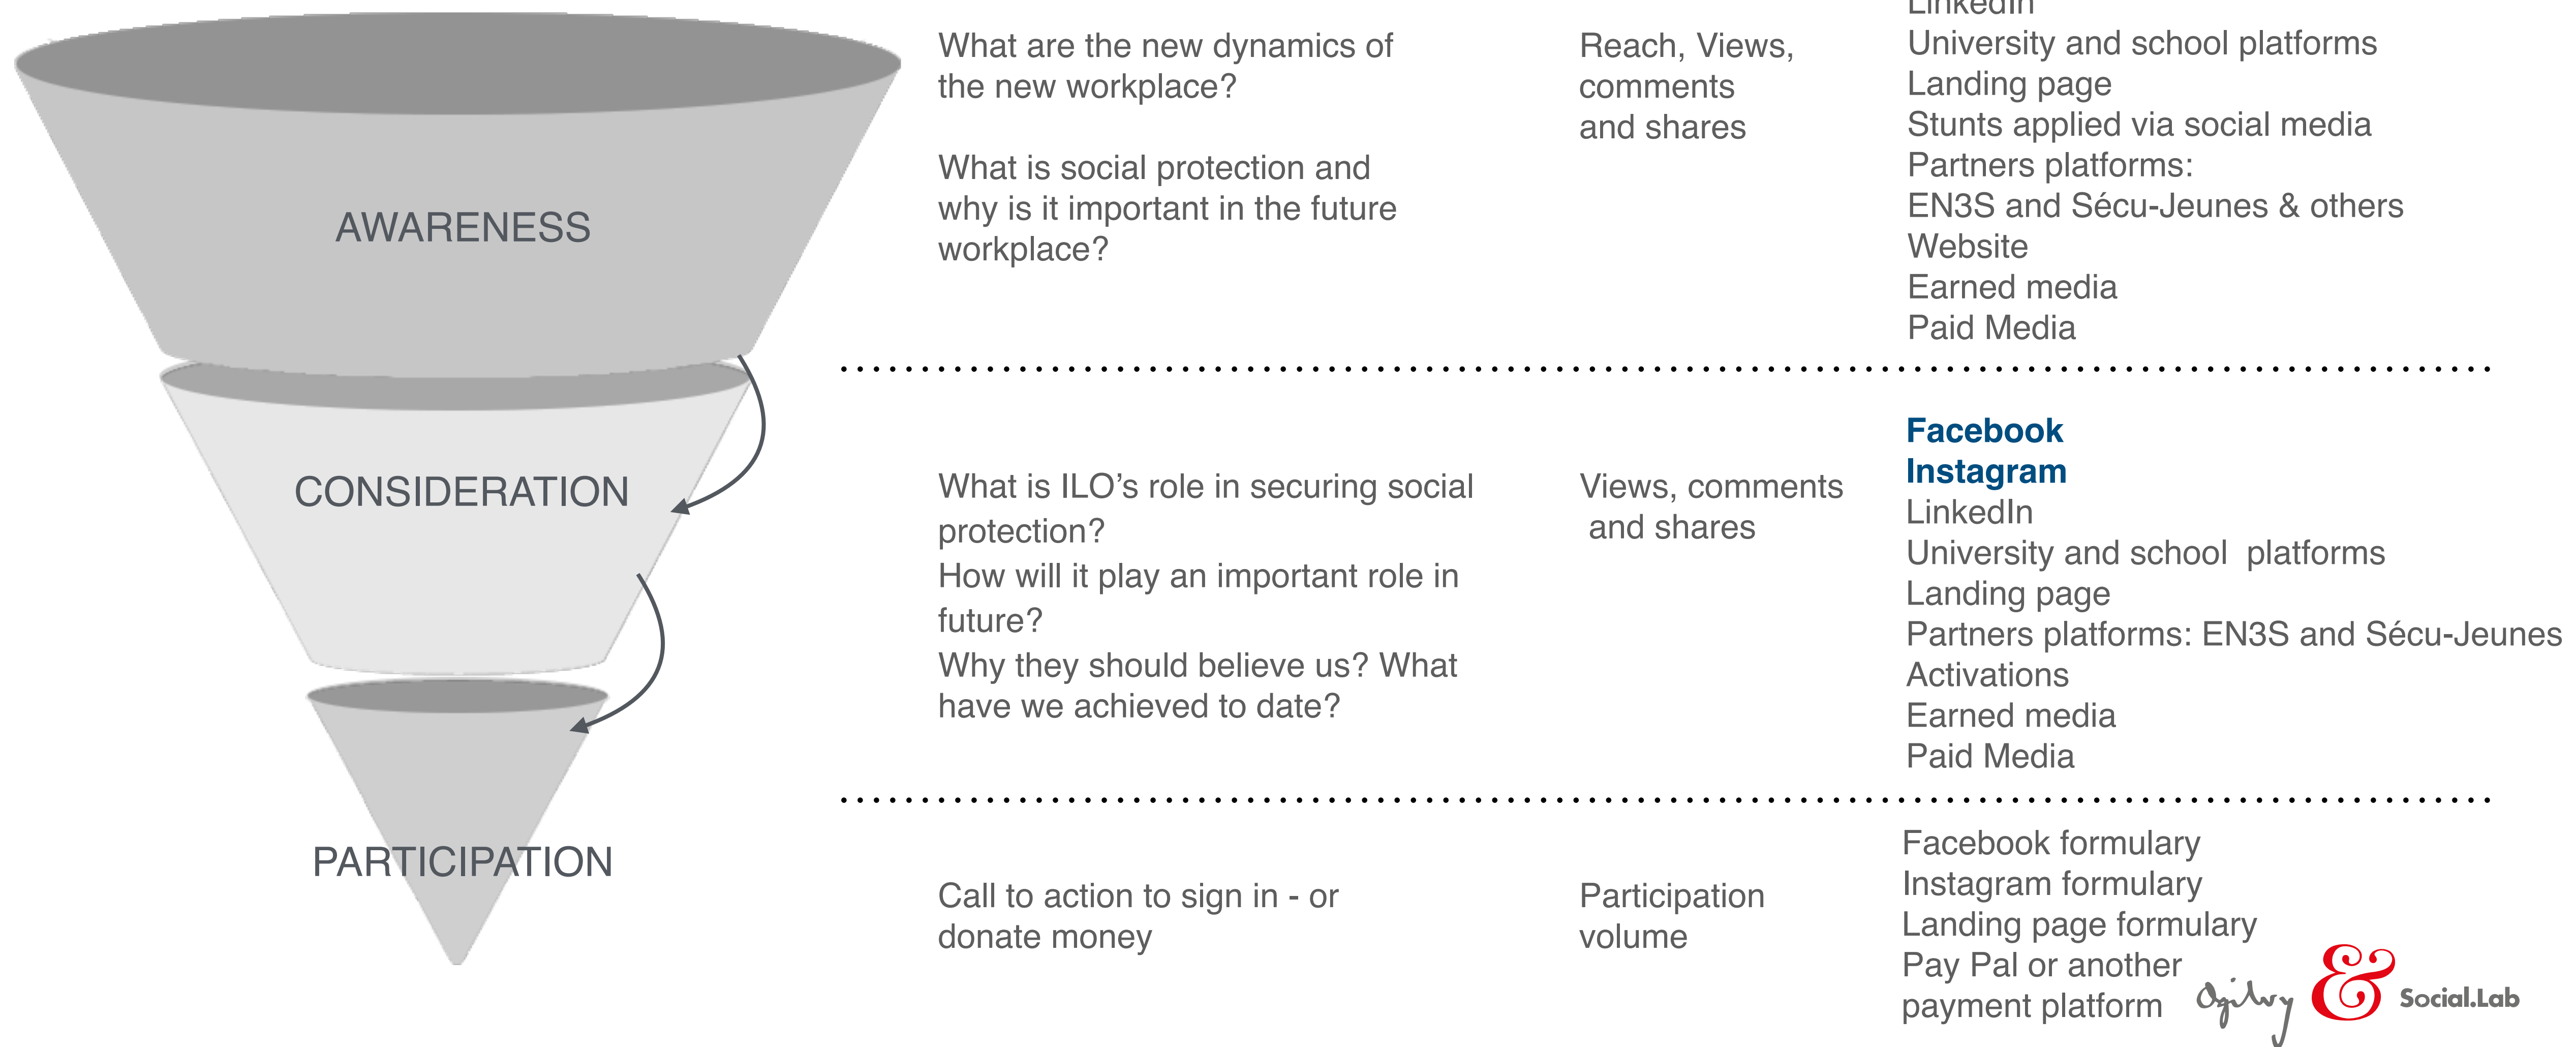 AWARENESS
What are the new dynamics of
the new workplace?
What is social protection and
why is it important in the future
workplace?
Reach, Views,
comments
and shares
LinkedIn
University and school platforms
Landing page
Stunts applied via social media
Partners platforms:
EN3S and Sécu-Jeunes & others
Website
Earned media
Paid Media
CONSIDERATION
What is ILO’s role in securing social
protection?
How will it play an important role in
future?
Why they should believe us? What
have we achieved to date?
Views, comments
and shares
Facebook
Instagram
LinkedIn
University and school  platforms
Landing page
Partners platforms: EN3S and Sécu-Jeunes
Activations
Earned media
Paid Media
PARTICIPATION
Call to action to sign in - or
donate money
Participation
volume
Facebook formulary
Instagram formulary
Landing page formulary
Pay Pal or another
payment platform
Ogilvy & Social.Lab